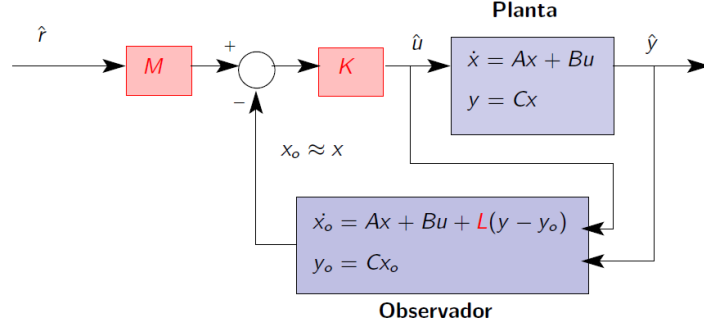 Planta
r̂
û
ŷ
M
+
−
K
ẋ = Ax + Bu
y = Cx
xₒ ≈ x
ẋₒ = Ax + Bu + L(y − yₒ)
yₒ = Cxₒ
Observador